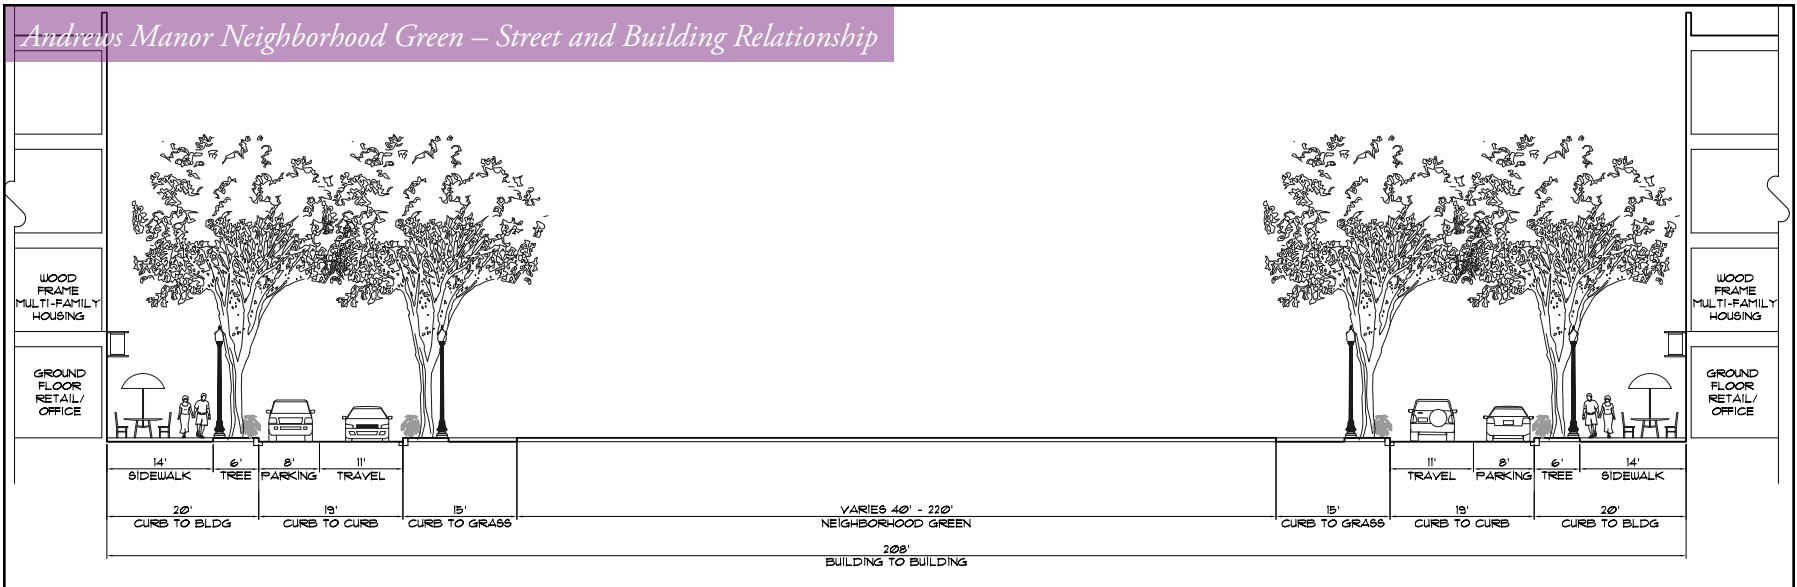 Andrews Manor Neighborhood Green – Street and Building Relationship
WOOD
FRAME
MULTI-FAMILY
HOUSING
GROUND
FLOOR
RETAIL/
OFFICE
WOOD
FRAME
MULTI-FAMILY
HOUSING
GROUND
FLOOR
RETAIL/
OFFICE
14' 6' 8' 11' 11' 8' 6' 14'
SIDEWALK TREE PARKING TRAVEL TRAVEL PARKING TREE SIDEWALK
20' 19' 15' VARIES 40' - 220' 15' 19' 20'
CURB TO BLDG CURB TO CURB CURB TO GRASS NEIGHBORHOOD GREEN CURB TO GRASS CURB TO CURB CURB TO BLDG
208'
BUILDING TO BUILDING